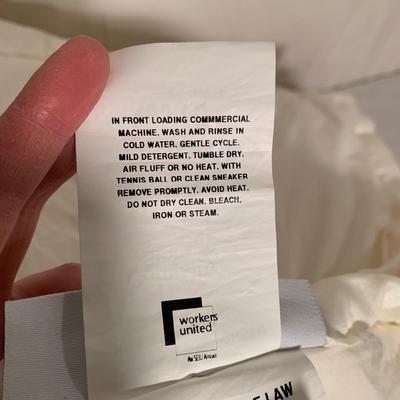 IN FRONT LOADING COMMMERCIAL
MACHINE. WASH AND RINSE IN
COLD WATER. GENTLE CYCLE.
MILD DETERGENT. TUMBLE DRY.
AIR FLUFF OR NO HEAT. WITH
TENNIS BALL OR CLEAN SNEAKER
REMOVE PROMPTLY. AVOID HEAT.
DO NOT DRY CLEAN. BLEACH.
IRON OR STEAM.
workers
united
An SEIU Affiliate
LAW